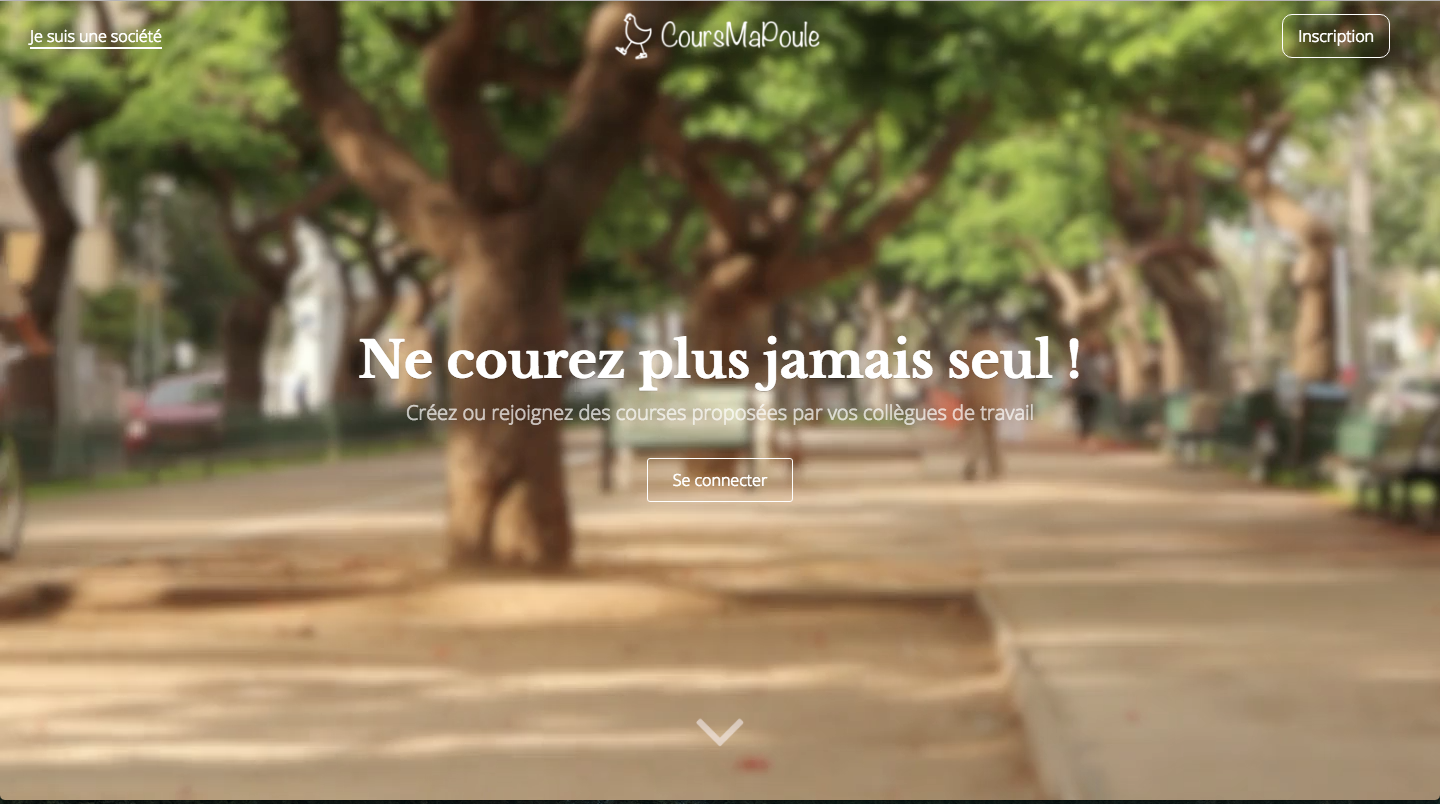 Je suis une société
CoursMaPoule
Inscription
Ne courez plus jamais seul !
Créez ou rejoignez des courses proposées par vos collègues de travail
Se connecter